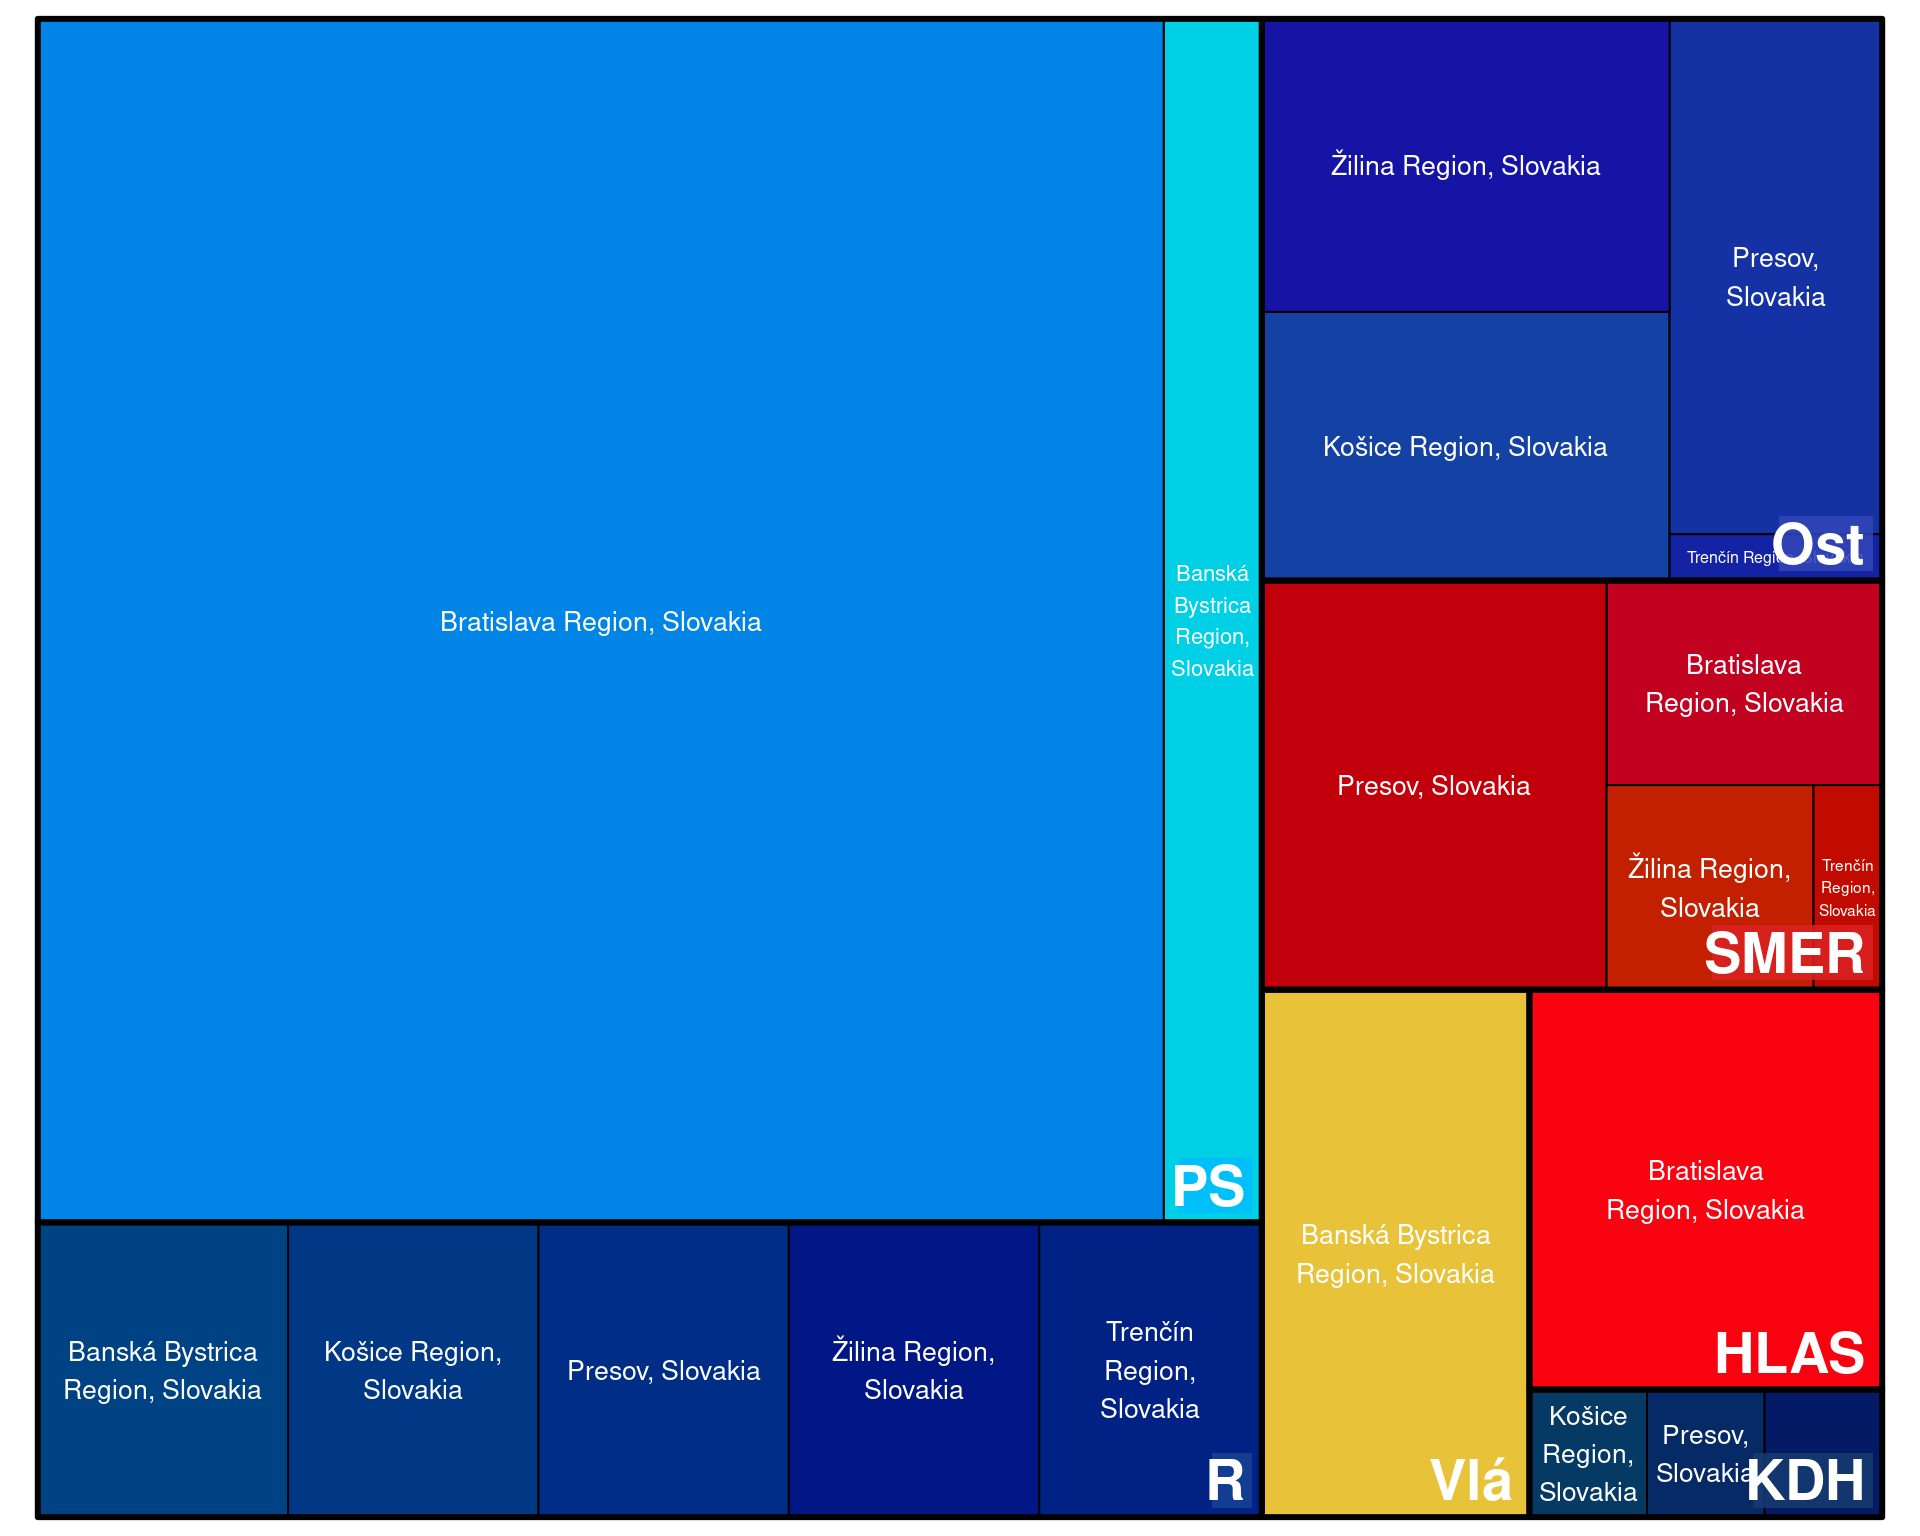 Bratislava Region, Slovakia
Banská
Bystrica
Region,
Slovakia
PS
Banská Bystrica
Region, Slovakia
Košice Region,
Slovakia
Presov, Slovakia
Žilina Region,
Slovakia
Trenčín
Region,
Slovakia
R
Žilina Region, Slovakia
Presov,
Slovakia
Košice Region, Slovakia
Trenčín
Ost
Presov, Slovakia
Bratislava
Region, Slovakia
Žilina Region,
Slovakia
Trenčín
Region,
Slovakia
SMER
Banská Bystrica
Region, Slovakia
Vlá
Bratislava
Region, Slovakia
HLAS
Košice
Region,
Slovakia
Presov,
Slovakia
KDH